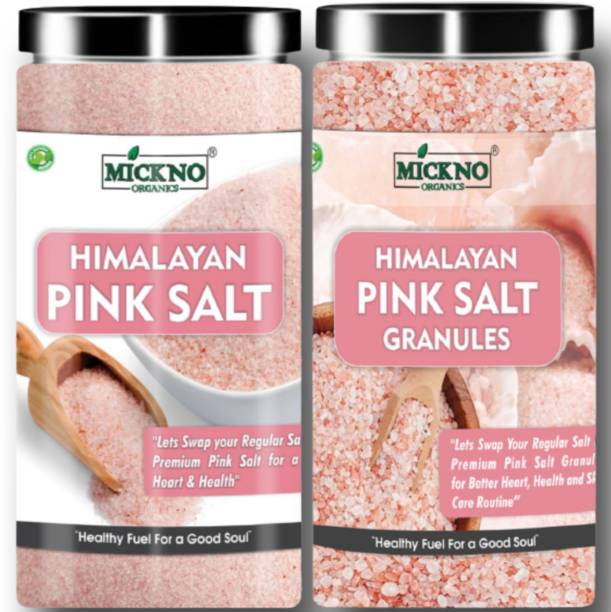 MICKNO®
ORGANICS
HIMALAYAN
PINK SALT
"Lets Swap your Regular Sa
Premium Pink Salt for a
Heart & Health"
"Healthy Fuel For a Good Soul"
MICKNO®
ORGANICS
HIMALAYAN
PINK SALT
GRANULES
"Lets Swap Your Regular Salt
Premium Pink Salt Granul
for Better Heart, Health and Sk
Care Routine"
"Healthy Fuel For a Good Soul"